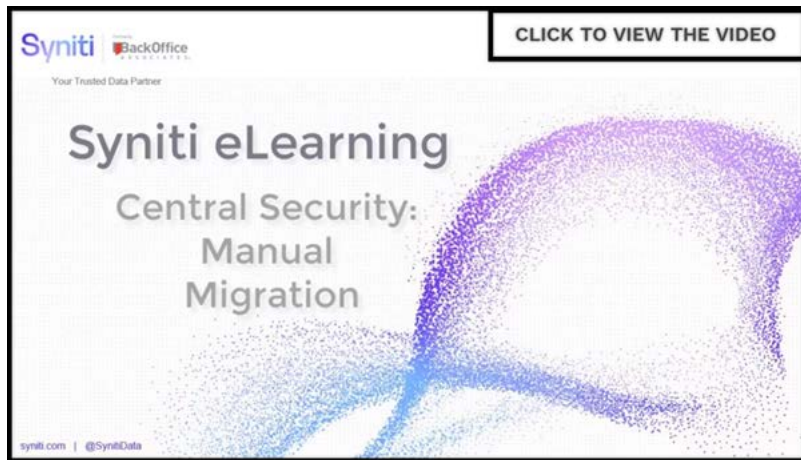 Syniti
BackOffice
ASSOCIATES
CLICK TO VIEW THE VIDEO
Your Trusted Data Partner
Syniti eLearning
Central Security:
Manual
Migration
syniti.com | @SynitiData